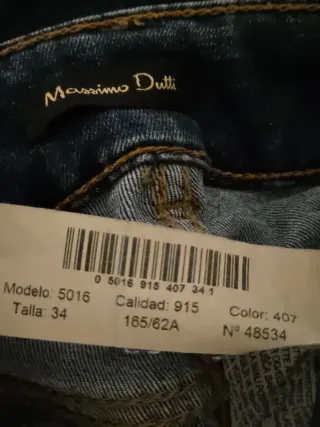 Massimo Dutti
0 5016 915 407 34 1
Modelo: 5016 Calidad: 915 Color: 407
Talla: 34 165/62A Nº 48534